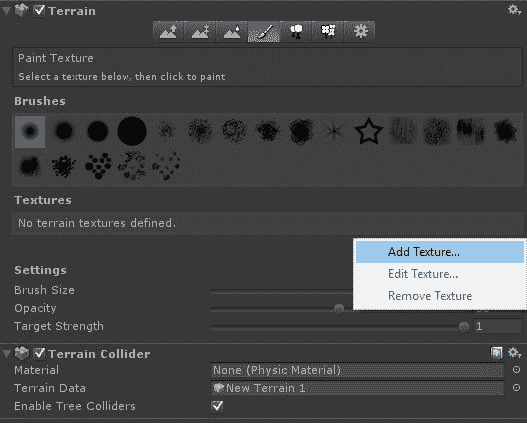 Terrain
Paint Texture
Select a texture below, then click to paint
Brushes
Textures
No terrain textures defined.
Add Texture...
Edit Texture...
Remove Texture
Settings
Brush Size
Opacity
Target Strength 1
Terrain Collider
Material None (Physic Material)
Terrain Data New Terrain 1
Enable Tree Colliders